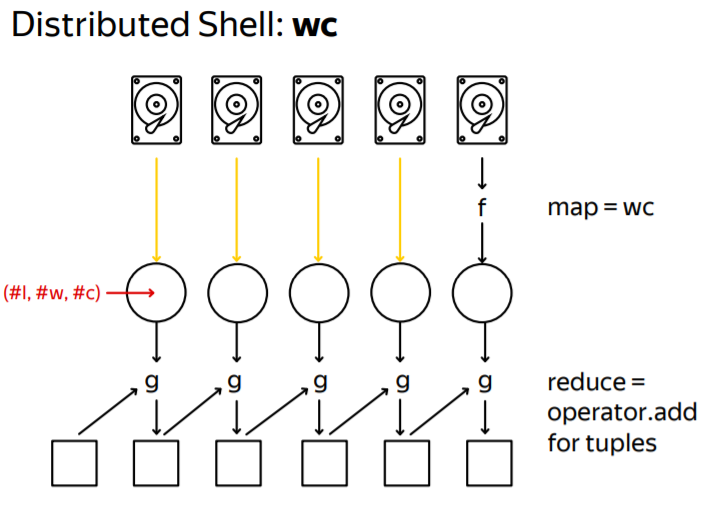 Distributed Shell: wc
f
map = wc
(#l, #w, #c)
g g g g g
reduce =
operator.add
for tuples